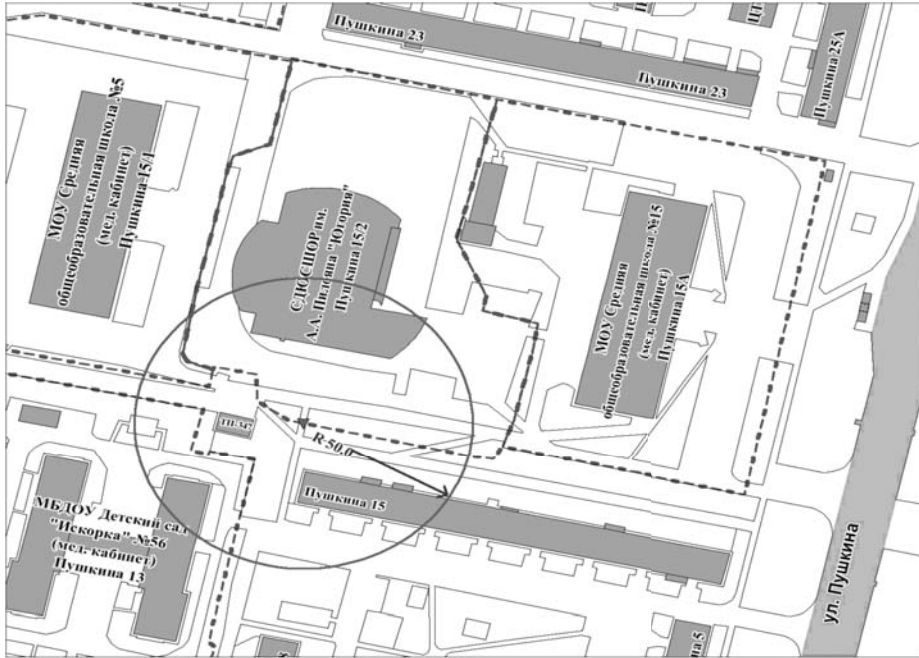 Пушкина 23
Пушкина 23
Пушкина 25А
МОУ Средняя
общеобразовательная школа №5
(мед. кабинет)
Пушкина 15/1
СДЮСШОР им.
А.А. Пилояна "Югория"
Пушкина 15/2
МОУ Средняя
общеобразовательная школа №15
(мед. кабинет)
Пушкина 15А
ТП-347
R 50,0
Пушкина 15
МБДОУ Детский сад
"Искорка" №56
(мед. кабинет)
Пушкина 13
ул. Пушкина